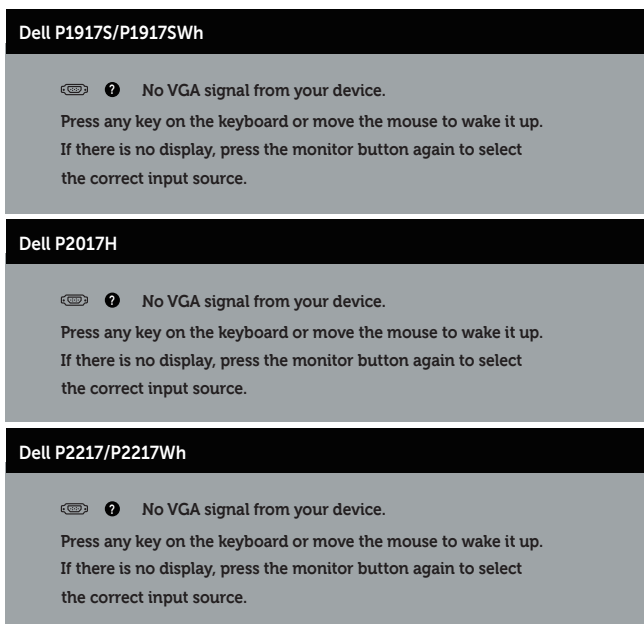 Dell P1917S/P1917SWh
No VGA signal from your device.
Press any key on the keyboard or move the mouse to wake it up.
If there is no display, press the monitor button again to select
the correct input source.
Dell P2017H
No VGA signal from your device.
Press any key on the keyboard or move the mouse to wake it up.
If there is no display, press the monitor button again to select
the correct input source.
Dell P2217/P2217Wh
No VGA signal from your device.
Press any key on the keyboard or move the mouse to wake it up.
If there is no display, press the monitor button again to select
the correct input source.